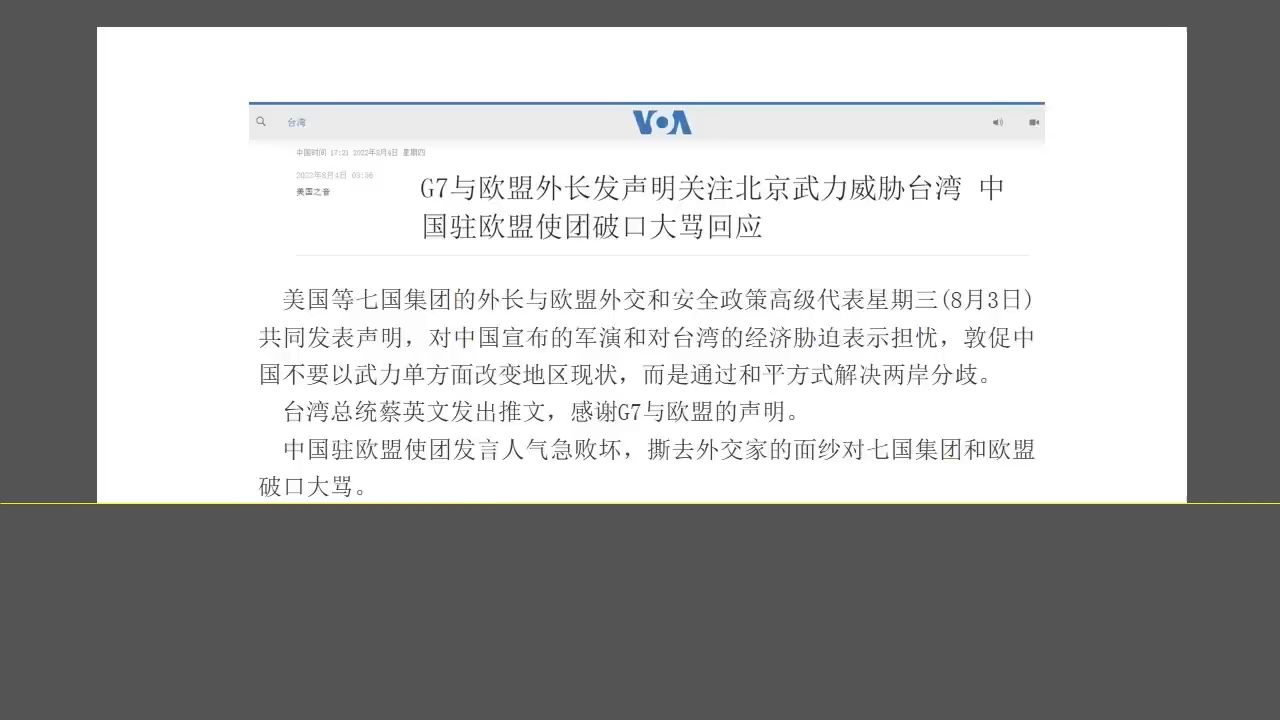 台湾
VOA
中国时间 17:21 2022年8月4日 星期四
2022年8月4日 03:36
美国之音
G7与欧盟外长发声明关注北京武力威胁台湾 中
国驻欧盟使团破口大骂回应
美国等七国集团的外长与欧盟外交和安全政策高级代表星期三(8月3日)
共同发表声明，对中国宣布的军演和对台湾的经济胁迫表示担忧，敦促中
国不要以武力单方面改变地区现状，而是通过和平方式解决两岸分歧。
台湾总统蔡英文发出推文，感谢G7与欧盟的声明。
中国驻欧盟使团发言人气急败坏，撕去外交家的面纱对七国集团和欧盟
破口大骂。